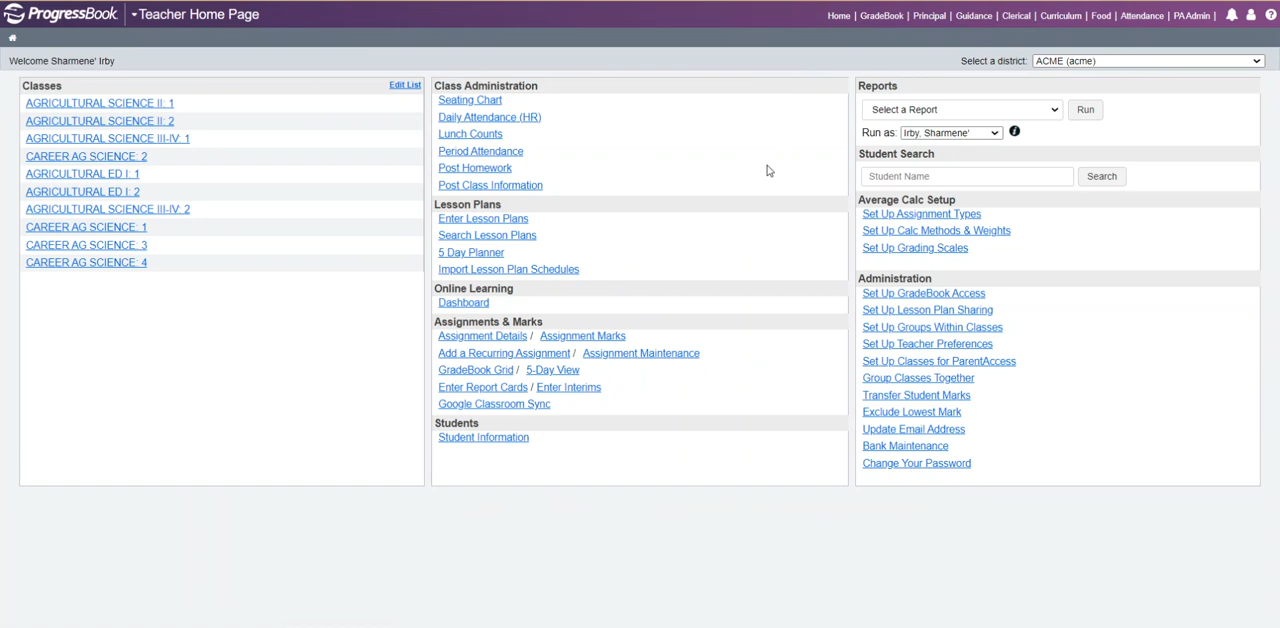 ProgressBook Teacher Home Page Home | GradeBook | Principal | Guidance | Clerical | Curriculum | Food | Attendance | PAAdmin |
Welcome Sharmene' Irby Select a district: ACME (acme)
Classes Edit List
AGRICULTURAL SCIENCE II: 1
AGRICULTURAL SCIENCE II: 2
AGRICULTURAL SCIENCE III-IV: 1
CAREER AG SCIENCE: 2
AGRICULTURAL ED I: 1
AGRICULTURAL ED I: 2
AGRICULTURAL SCIENCE III-IV: 2
CAREER AG SCIENCE: 1
CAREER AG SCIENCE: 3
CAREER AG SCIENCE: 4
Class Administration
Seating Chart
Daily Attendance (HR)
Lunch Counts
Period Attendance
Post Homework
Post Class Information
Lesson Plans
Enter Lesson Plans
Search Lesson Plans
5 Day Planner
Import Lesson Plan Schedules
Online Learning
Dashboard
Assignments & Marks
Assignment Details / Assignment Marks
Add a Recurring Assignment / Assignment Maintenance
GradeBook Grid / 5-Day View
Enter Report Cards / Enter Interims
Google Classroom Sync
Students
Student Information
Reports
Select a Report Run
Run as: Irby, Sharmene'
Student Search
Student Name Search
Average Calc Setup
Set Up Assignment Types
Set Up Calc Methods & Weights
Set Up Grading Scales
Administration
Set Up GradeBook Access
Set Up Lesson Plan Sharing
Set Up Groups Within Classes
Set Up Teacher Preferences
Set Up Classes for ParentAccess
Group Classes Together
Transfer Student Marks
Exclude Lowest Mark
Update Email Address
Bank Maintenance
Change Your Password